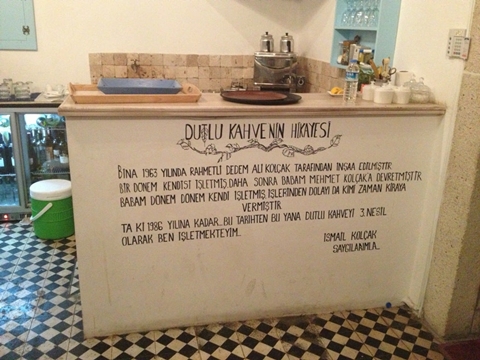 DUTLU KAHVENİN HİKAYESİ
BİNA 1963 YILINDA RAHMETLİ DEDEM ALİ KOLÇAK TARAFINDAN İNŞAA EDİLMİŞTİR.
BİR DÖNEM KENDİSİ İŞLETMİŞ, DAHA SONRA BABAM MEHMET KOLÇAK'A DEVRETMİŞTİR.
BABAM DÖNEM DÖNEM KENDİ İŞLETMİŞ, İŞLERİNDEN DOLAYI DA KİMİ ZAMAN KİRAYA
VERMİŞTİR
TA Kİ 1986 YILINA KADAR... BU TARİHTEN BU YANA DUTLU KAHVEYİ 3. NESİL
OLARAK BEN İŞLETMEKTEYİM...
İSMAİL KOLÇAK
SAYGILARIMLA...